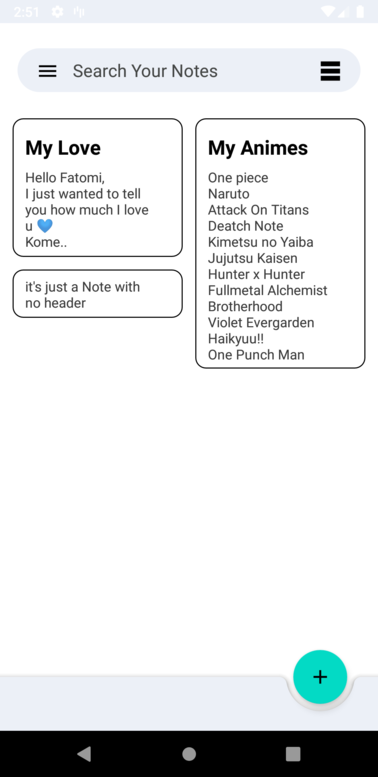 2:51
Search Your Notes
My Love
Hello Fatomi,
I just wanted to tell
you how much I love
u 💙
Kome..
it's just a Note with
no header
My Animes
One piece
Naruto
Attack On Titans
Deatch Note
Kimetsu no Yaiba
Jujutsu Kaisen
Hunter x Hunter
Fullmetal Alchemist
Brotherhood
Violet Evergarden
Haikyuu!!
One Punch Man
+